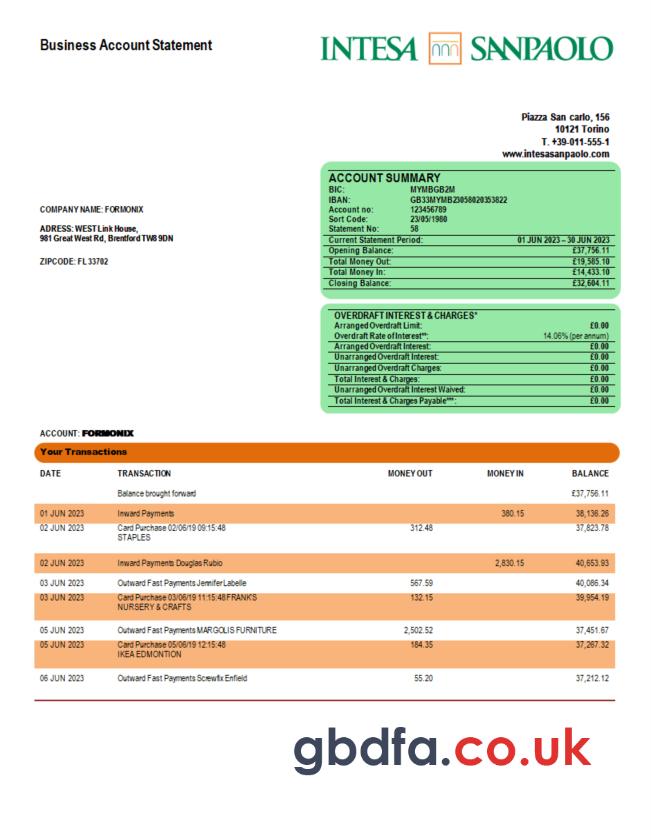 Business Account Statement
INTESA SANPAOLO
Piazza San carlo, 156
10121 Torino
T. +39-011-555-1
www.intesasanpaolo.com
ACCOUNT SUMMARY
BIC: MYMBGB2M
IBAN: GB33MYMB23058020353822
Account no: 123456789
Sort Code: 23/05/1980
Statement No: 58
Current Statement Period: 01 JUN 2023 – 30 JUN 2023
Opening Balance: £37,756.11
Total Money Out: £19,585.10
Total Money In: £14,433.10
Closing Balance: £32,604.11
COMPANY NAME: FORMONIX
ADRESS: WEST Link House,
981 Great West Rd, Brentford TW8 9DN
ZIPCODE: FL 33702
OVERDRAFT INTEREST & CHARGES*
Arranged Overdraft Limit: £0.00
Overdraft Rate of Interest**: 14.06% (per annum)
Arranged Overdraft Interest: £0.00
Unarranged Overdraft Interest: £0.00
Unarranged Overdraft Charges: £0.00
Total Interest & Charges: £0.00
Unarranged Overdraft Interest Waived: £0.00
Total Interest & Charges Payable***: £0.00
ACCOUNT: FORMONIX
Your Transactions
DATE TRANSACTION MONEY OUT MONEY IN BALANCE
Balance brought forward £37,756.11
01 JUN 2023 Inward Payments 380.15 38,136.26
02 JUN 2023 Card Purchase 02/06/19 09:15:48 312.48 37,823.78
STAPLES
02 JUN 2023 Inward Payments Douglas Rubio 2,830.15 40,653.93
03 JUN 2023 Outward Fast Payments Jennifer Labelle 567.59 40,086.34
03 JUN 2023 Card Purchase 03/06/19 11:15:48 FRANK'S 132.15 39,954.19
NURSERY & CRAFTS
05 JUN 2023 Outward Fast Payments MARGOLIS FURNITURE 2,502.52 37,451.67
05 JUN 2023 Card Purchase 05/06/19 12:15:48 184.35 37,267.32
IKEA EDMONTION
06 JUN 2023 Outward Fast Payments Screwfix Enfield 55.20 37,212.12
gbdfa.co.uk